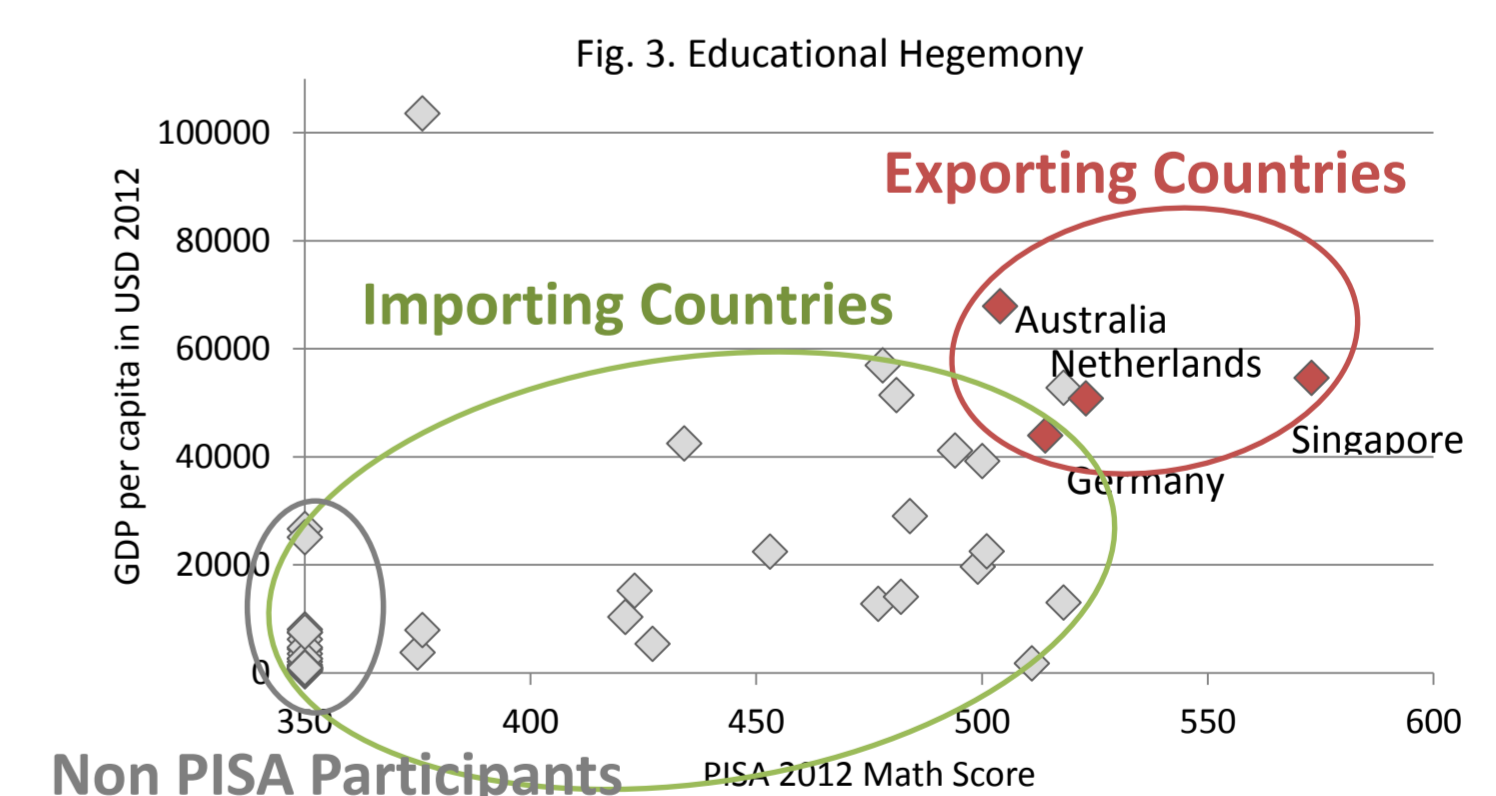 Fig. 3. Educational Hegemony
100000
80000
60000
40000
20000
0
GDP per capita in USD 2012
Exporting Countries
Importing Countries
Australia
Netherlands
Singapore
Germany
350 400 450 500 550 600
Non PISA Participants
PISA 2012 Math Score